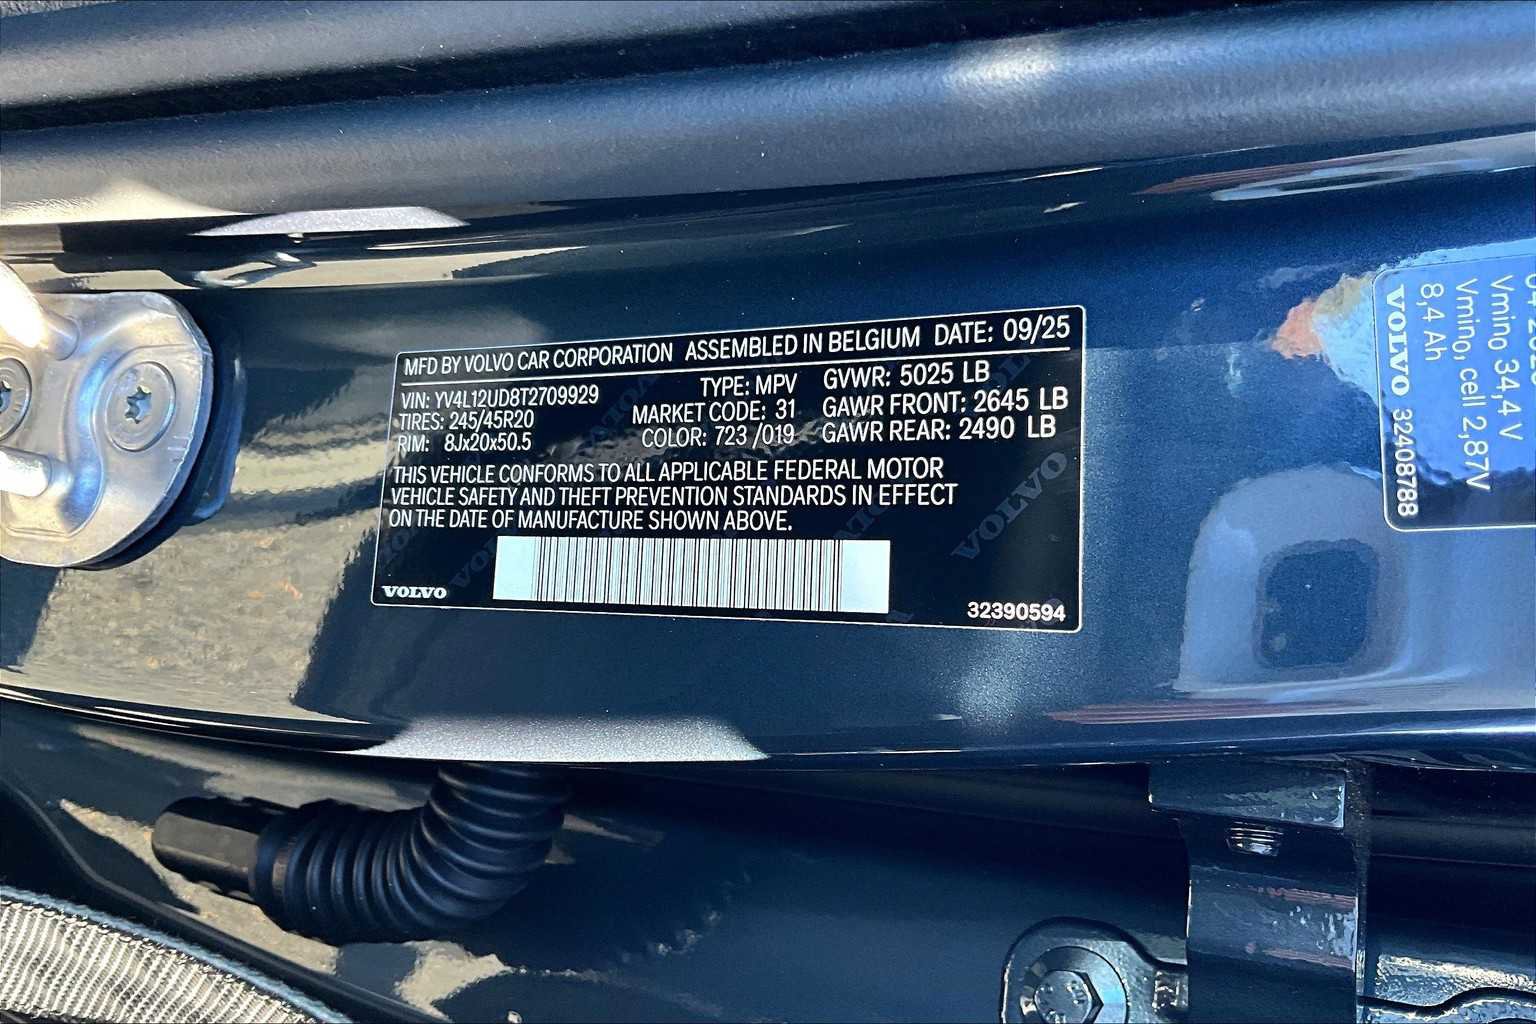 MFD BY VOLVO CAR CORPORATION ASSEMBLED IN BELGIUM DATE: 09/25
VIN: YV4L12UD8T2709929
TIRES: 245/45R20
RIM: 8Jx20x50.5
TYPE: MPV
MARKET CODE: 31
COLOR: 723 /019
GVWR: 5025 LB
GAWR FRONT: 2645 LB
GAWR REAR: 2490 LB
THIS VEHICLE CONFORMS TO ALL APPLICABLE FEDERAL MOTOR
VEHICLE SAFETY AND THEFT PREVENTION STANDARDS IN EFFECT
ON THE DATE OF MANUFACTURE SHOWN ABOVE.
VOLVO
32390594
Vmino 34,4 V
Vmino, cell 2,87V
8,4 Ah
VOLVO 32408788